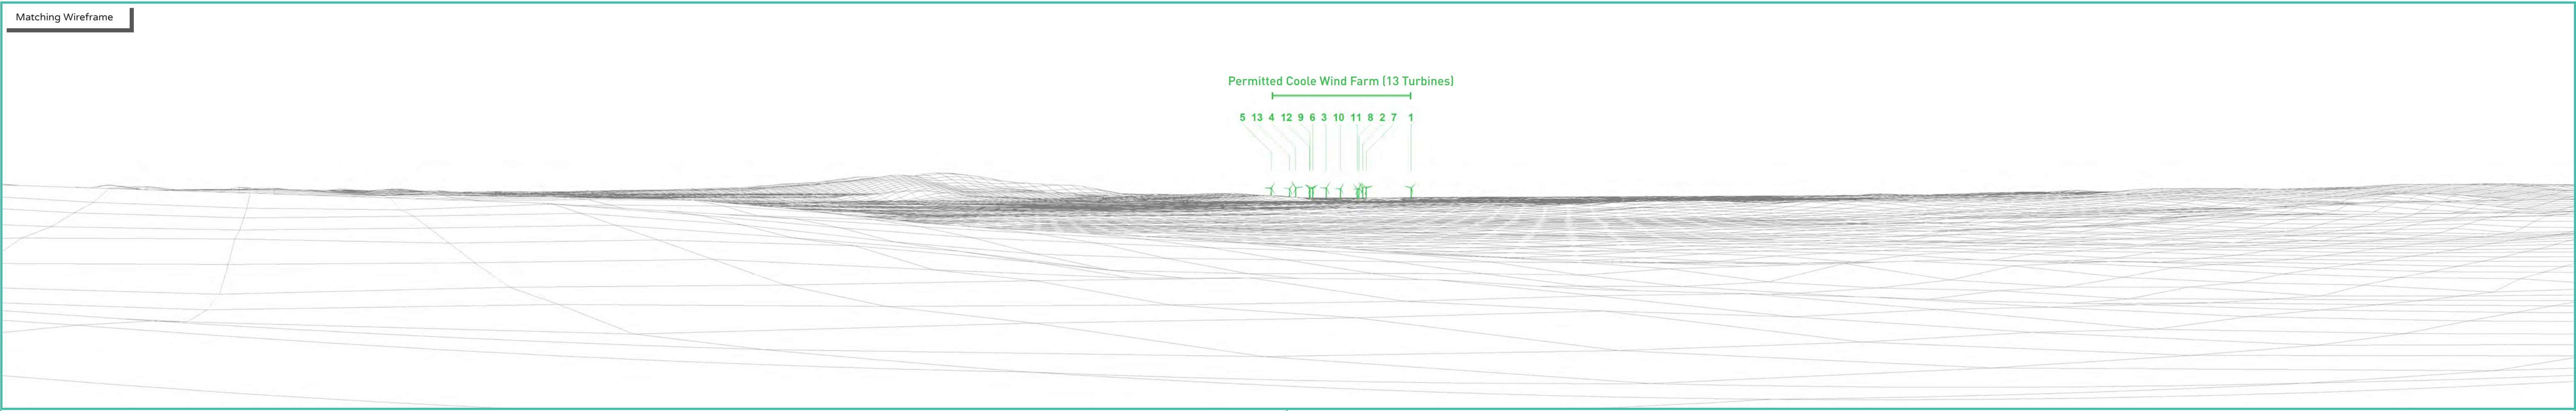 Matching Wireframe
Permitted Coole Wind Farm (13 Turbines)
5 13 4 12 9 6 3 10 11 8 2 7 1